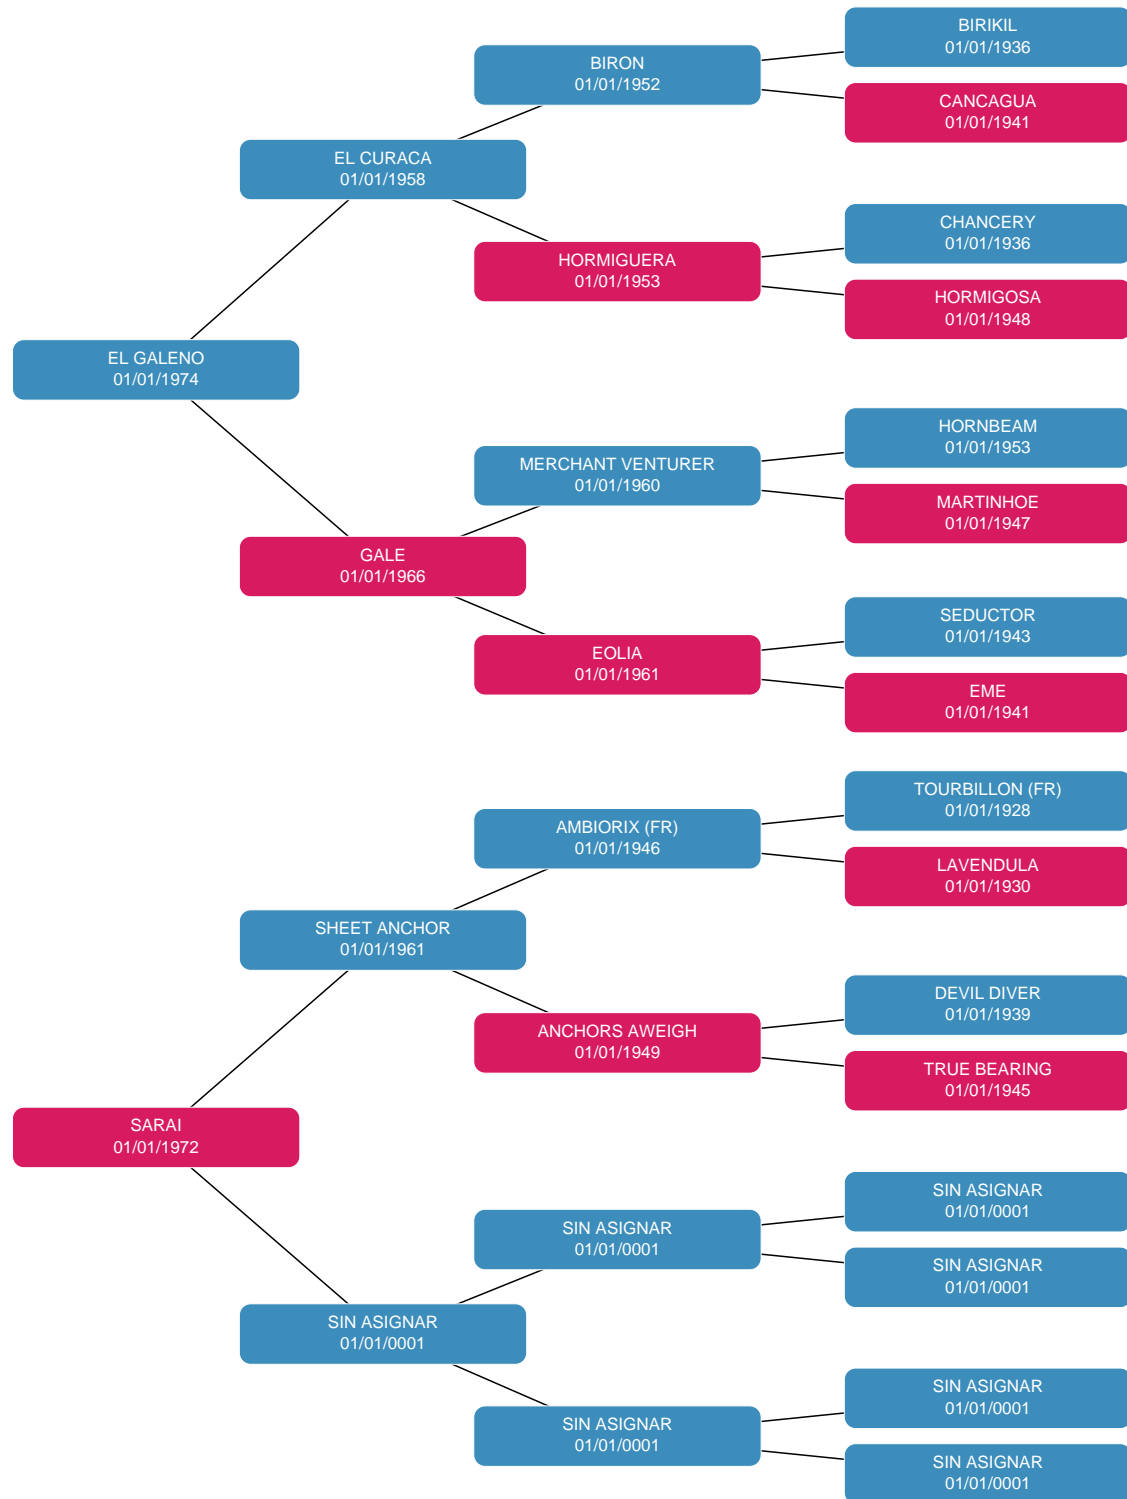 BIRIKIL
01/01/1936
BIRON
01/01/1952
CANCAGUA
01/01/1941
EL CURACA
01/01/1958
CHANCERY
01/01/1936
HORMIGUERA
01/01/1953
HORMIGOSA
01/01/1948
EL GALENO
01/01/1974
HORNBEAM
01/01/1953
MERCHANT VENTURER
01/01/1960
MARTINHOE
01/01/1947
GALE
01/01/1966
SEDUCTOR
01/01/1943
EOLIA
01/01/1961
EME
01/01/1941
TOURBILLON (FR)
01/01/1928
AMBIORIX (FR)
01/01/1946
LAVENDULA
01/01/1930
SHEET ANCHOR
01/01/1961
DEVIL DIVER
01/01/1939
ANCHORS AWEIGH
01/01/1949
TRUE BEARING
01/01/1945
SARAI
01/01/1972
SIN ASIGNAR
01/01/0001
SIN ASIGNAR
01/01/0001
SIN ASIGNAR
01/01/0001
SIN ASIGNAR
01/01/0001
SIN ASIGNAR
01/01/0001
SIN ASIGNAR
01/01/0001
SIN ASIGNAR
01/01/0001